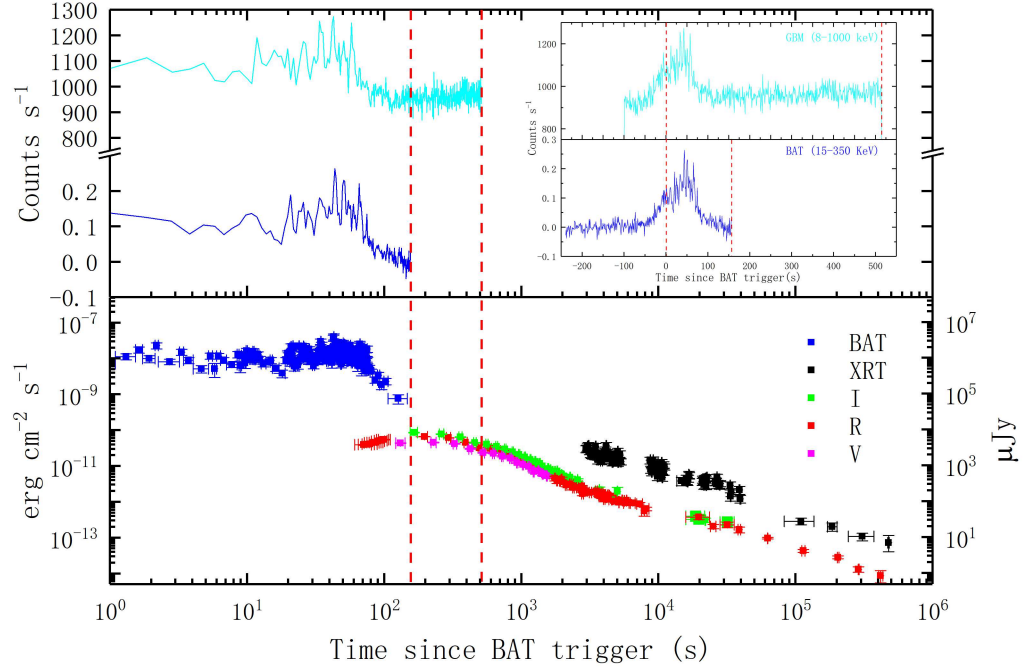 1300
1200
1100
1000
900
800
0.2
0.1
0.0
-0.1
Counts s⁻¹
1200
1000
800
0.3
0.2
0.1
0.0
-0.1
Counts s⁻¹
GBM (8-1000 keV)
BAT (15-350 KeV)
-200 -100 0 100 200 300 400 500
Time since BAT trigger(s)
10⁻⁷
10⁻⁹
10⁻¹¹
10⁻¹³
erg cm⁻² s⁻¹
BAT
XRT
I
R
V
10⁷
10⁵
10³
10¹
μJy
10⁰ 10¹ 10² 10³ 10⁴ 10⁵ 10⁶
Time since BAT trigger (s)